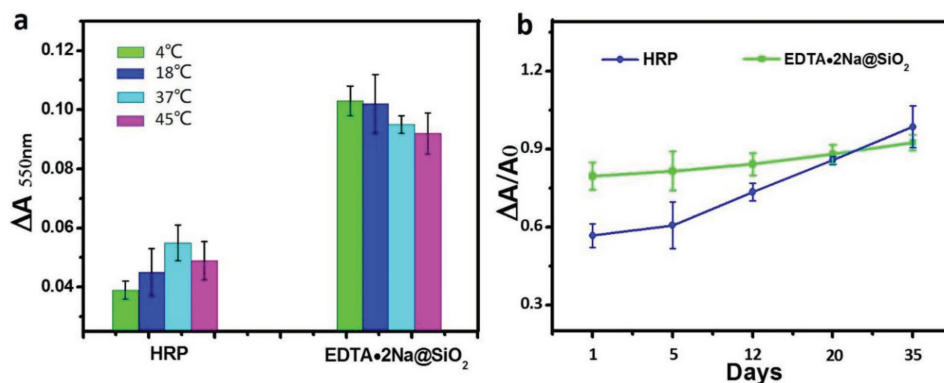 a
ΔA 550nm
0.12
0.10
0.08
0.06
0.04
4℃
18℃
37℃
45℃
HRP
EDTA•2Na@SiO2
b
ΔA/A0
1.2
0.9
0.6
0.3
HRP
EDTA•2Na@SiO2
1 5 12 20 35
Days